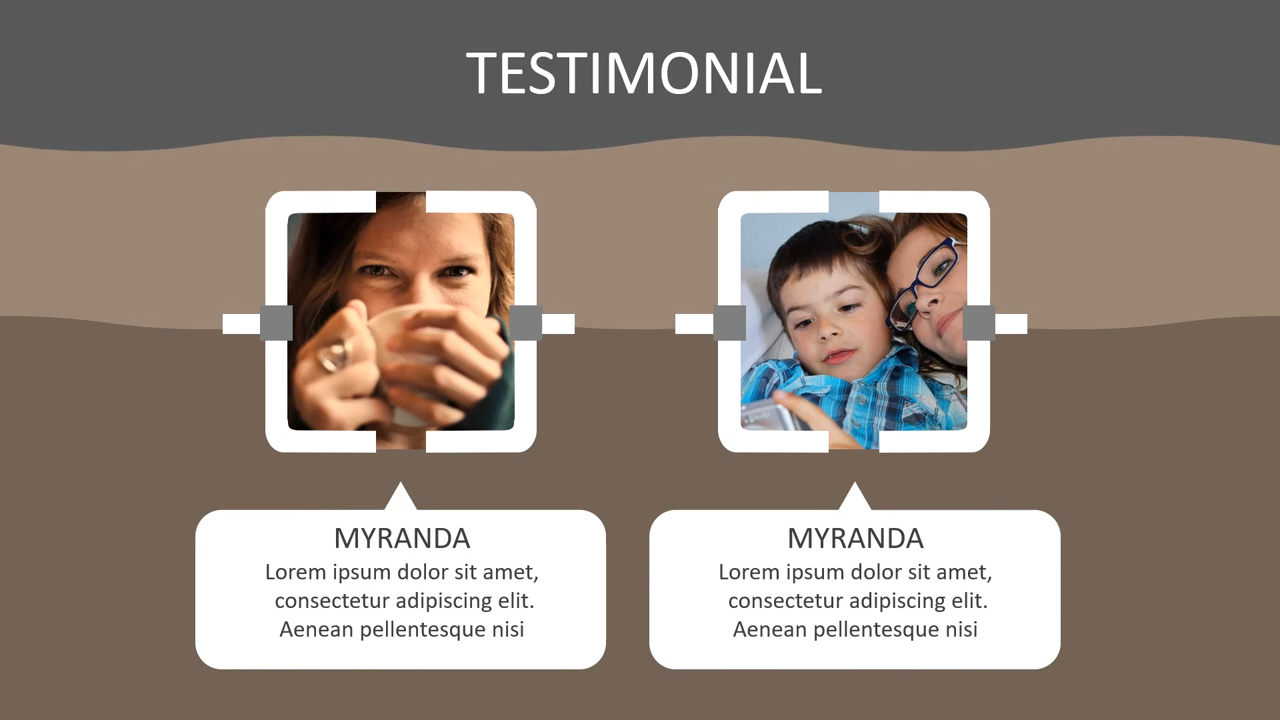 TESTIMONIAL
MYRANDA
Lorem ipsum dolor sit amet,
consectetur adipiscing elit.
Aenean pellentesque nisi
MYRANDA
Lorem ipsum dolor sit amet,
consectetur adipiscing elit.
Aenean pellentesque nisi